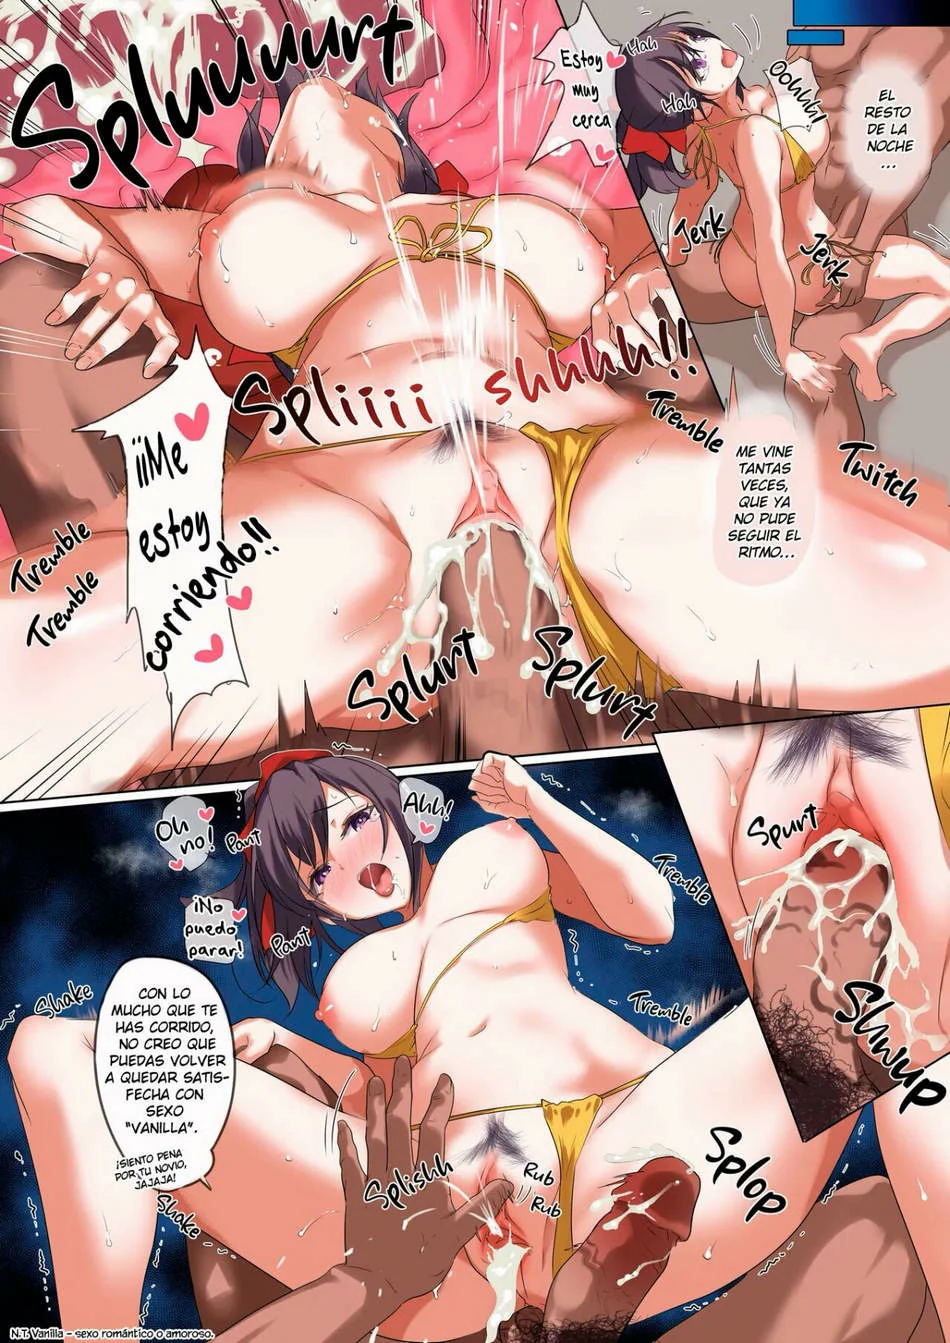 Spluuuurt
Estoy
muy
cerca
Hah
Hah
Oohhh!
EL
RESTO
DE LA
NOCHE
...
Jerk
Jerk
Spliiii shhhhh!!
¡¡Me
estoy
corriendo!!
Tremble
Tremble
Tremble
Twitch
ME VINE
TANTAS
VECES,
QUE YA
NO PUDE
SEGUIR EL
RITMO...
Splurt
Splurt
Spurt
Shwup
Oh
no!
Pant
Ahh!
¡No
puedo
parar!
Pant
Tremble
Tremble
Shake
CON LO
MUCHO QUE TE
HAS CORRIDO,
NO CREO QUE
PUEDAS VOLVER
A QUEDAR SATIS-
FECHA CON
SEXO
"VANILLA".
¡SIENTO PENA
POR TU NOVIO,
JAJAJA!
Shake
Splishh
Rub
Rub
Splop
N.T. Vanilla - sexo romántico o amoroso.